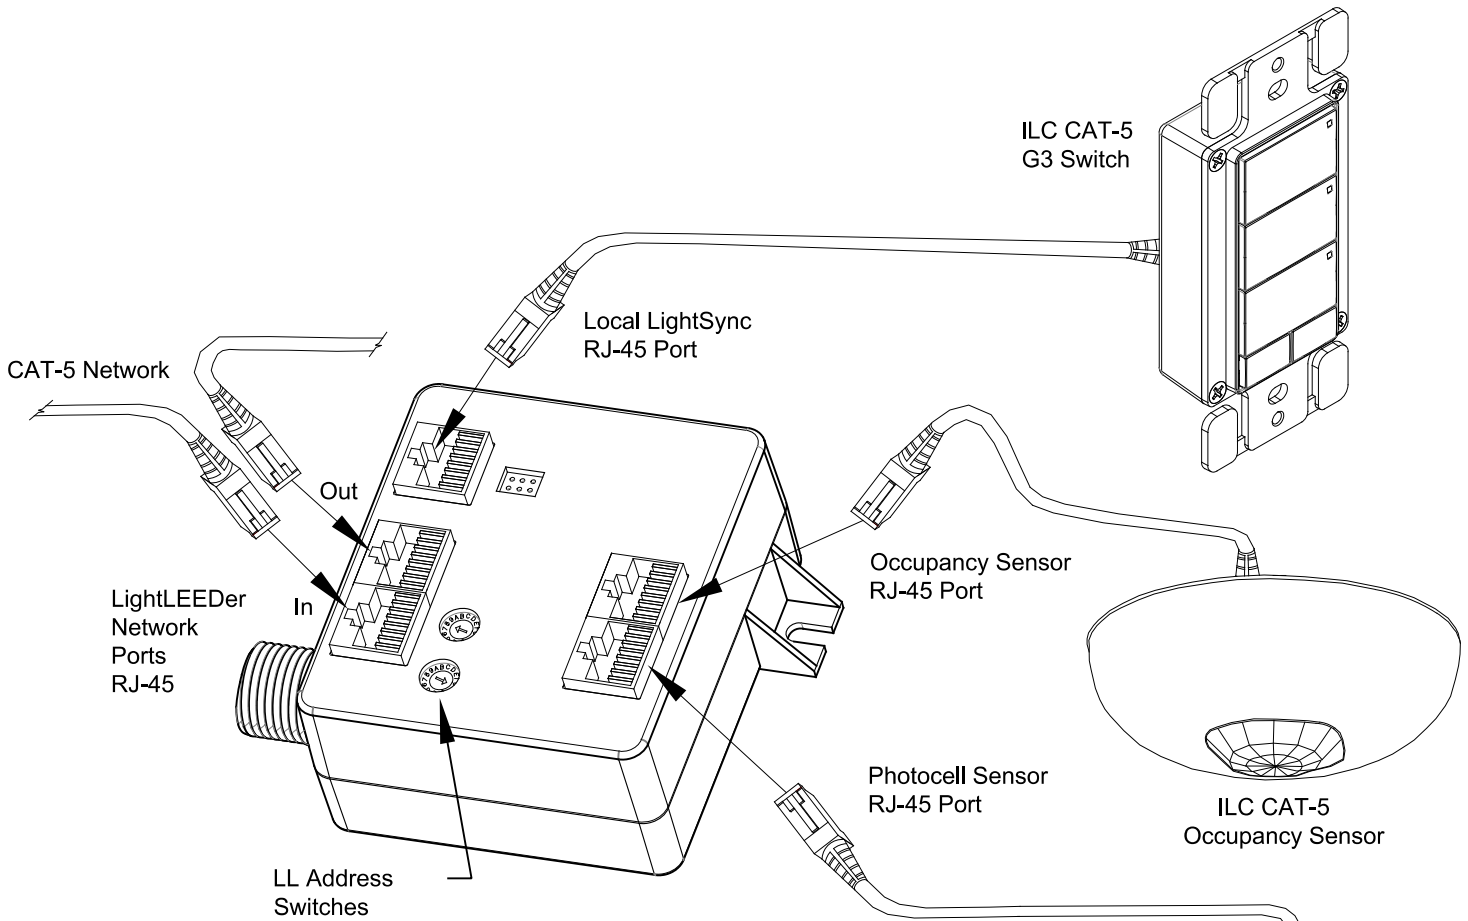 ILC CAT-5
G3 Switch
Local LightSync
RJ-45 Port
CAT-5 Network
Out
In
LightLEEDer
Network
Ports
RJ-45
Occupancy Sensor
RJ-45 Port
Photocell Sensor
RJ-45 Port
ILC CAT-5
Occupancy Sensor
LL Address
Switches